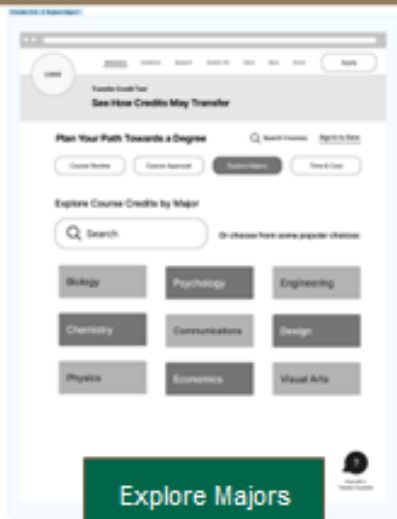 LOGO
Apply
Transfer Credit Tool
See How Credits May Transfer
Plan Your Path Towards a Degree
Search Courses
Sign In to Save
Course Review
Course Approval
Explore Majors
Time & Cost
Explore Course Credits by Major
Search
Or choose from some popular choices:
Biology
Psychology
Engineering
Chemistry
Communications
Design
Physics
Economics
Visual Arts
?
Explore Majors